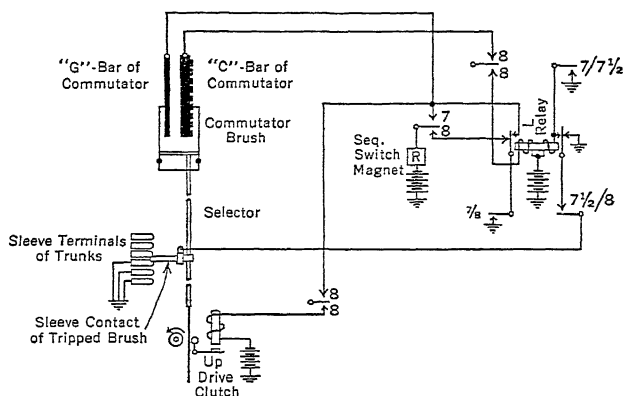 "G"-Bar of
Commutator
"C"-Bar of
Commutator
Commutator
Brush
8
8
7/7½
7
8
L
Relay
Seq.
Switch
Magnet
R
Selector
⅞
7½/8
Sleeve Terminals
of Trunks
Sleeve Contact
of Tripped Brush
8
8
Up
Drive
Clutch